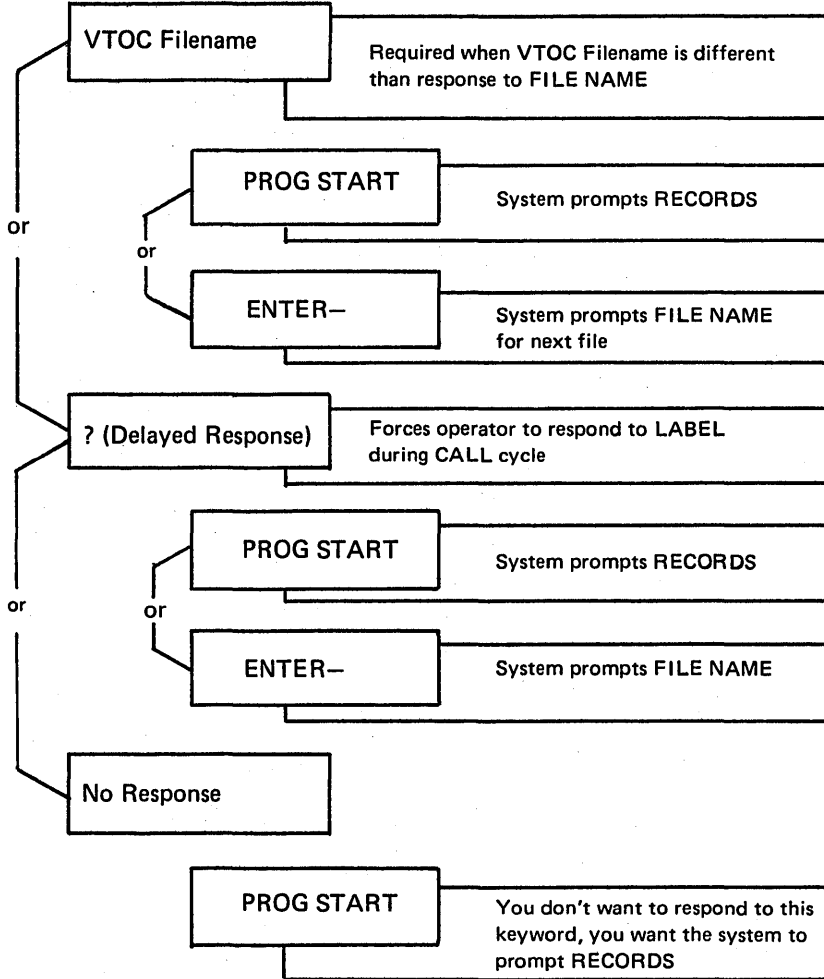 VTOC Filename
Required when VTOC Filename is different
than response to FILE NAME
PROG START
System prompts RECORDS
or
or
ENTER—
System prompts FILE NAME
for next file
? (Delayed Response)
Forces operator to respond to LABEL
during CALL cycle
PROG START
System prompts RECORDS
or
or
ENTER—
System prompts FILE NAME
No Response
PROG START
You don't want to respond to this
keyword, you want the system to
prompt RECORDS